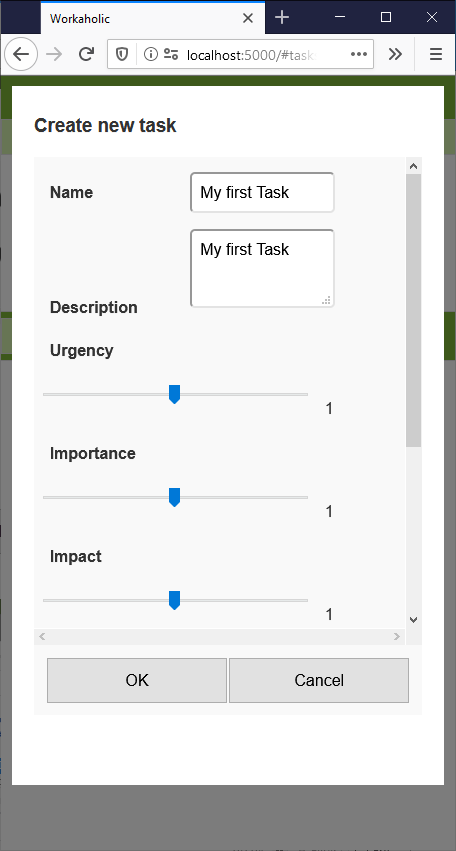 Workaholic
localhost:5000/#task
Create new task
Name
My first Task
My first Task
Description
Urgency
1
Importance
1
Impact
1
OK
Cancel